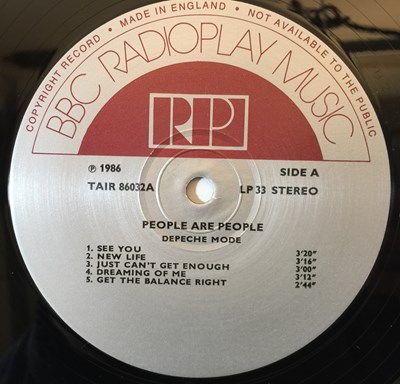 COPYRIGHT RECORD • MADE IN ENGLAND • NOT AVAILABLE TO THE PUBLIC
BBC RADIOPLAY MUSIC
RP
℗ 1986
SIDE A
TAIR 86032A
LP 33 STEREO
PEOPLE ARE PEOPLE
DEPECHE MODE
1. SEE YOU 3'20"
2. NEW LIFE 3'16"
3. JUST CAN'T GET ENOUGH 3'00"
4. DREAMING OF ME 3'12"
5. GET THE BALANCE RIGHT 2'44"